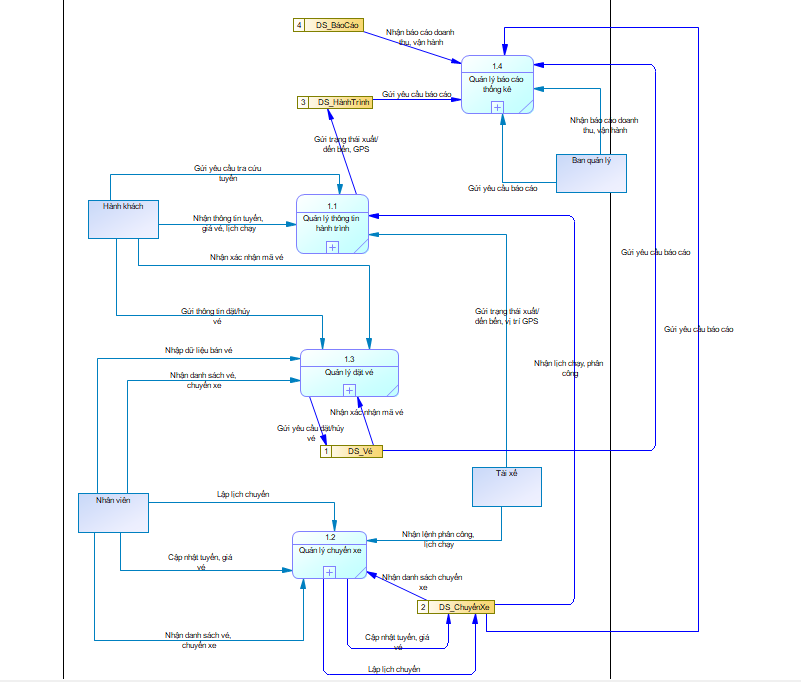 4 DS_BáoCáo
Nhận báo cáo doanh
thu, vận hành
1.4
Quản lý báo cáo
thống kê
3 DS_HànhTrình
Gửi yêu cầu báo cáo
Nhận báo cáo doanh
thu, vận hành
Gửi trạng thái xuất/
đến bến, GPS
Ban quản lý
Gửi yêu cầu tra cứu
tuyến
Gửi yêu cầu báo cáo
Hành khách
1.1
Quản lý thông tin
hành trình
Nhận thông tin tuyến,
giá vé, lịch chạy
Nhận xác nhận mã vé
Gửi yêu cầu báo cáo
Gửi thông tin đặt/hủy
vé
Gửi trạng thái xuất/
đến bến, vị trí GPS
Gửi yêu cầu báo cáo
Nhập dữ liệu bán vé
1.3
Quản lý đặt vé
Nhận lịch chạy, phân
công
Nhận danh sách vé,
chuyến xe
Nhận xác nhận mã vé
Gửi yêu cầu đặt/hủy
vé
1 DS_Vé
Tài xế
Nhân viên
Lập lịch chuyến
1.2
Quản lý chuyến xe
Nhận lệnh phân công,
lịch chạy
Cập nhật tuyến, giá
vé
Nhận danh sách chuyến
xe
2 DS_ChuyếnXe
Nhận danh sách vé,
chuyến xe
Cập nhật tuyến, giá
vé
Lập lịch chuyến